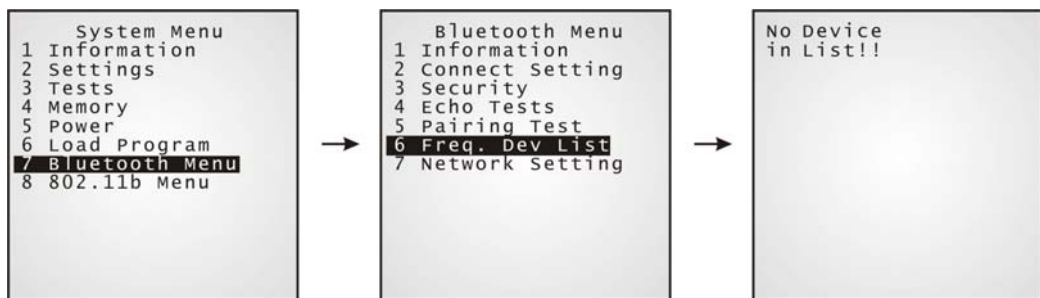 System Menu
1 Information
2 Settings
3 Tests
4 Memory
5 Power
6 Load Program
7 Bluetooth Menu
8 802.11b Menu
Bluetooth Menu
1 Information
2 Connect Setting
3 Security
4 Echo Tests
5 Pairing Test
6 Freq. Dev List
7 Network Setting
No Device
in List!!